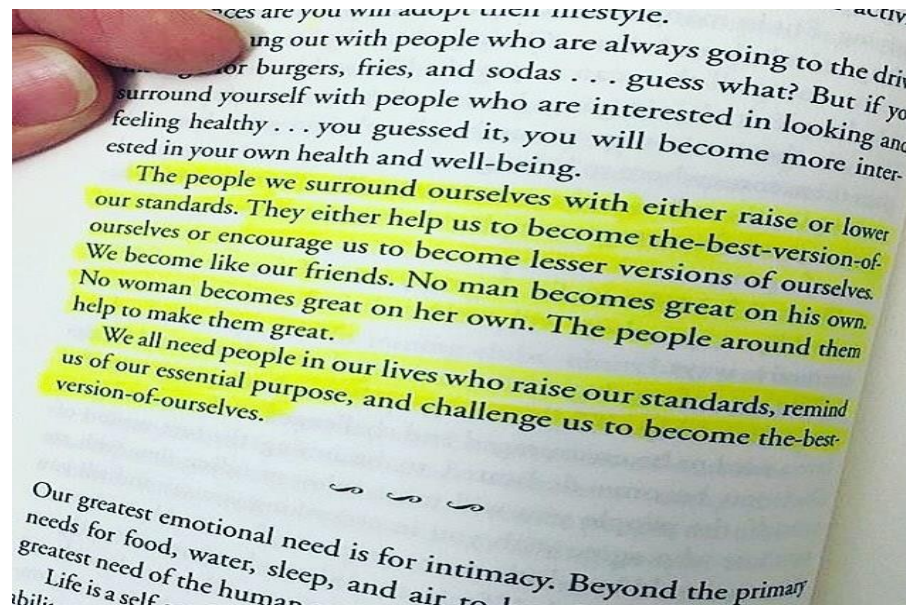 are you will adopt their lifestyle.
out with people who are always going to the
for burgers, fries, and sodas . . . guess what? But if
surround yourself with people who are interested in looking and
feeling healthy . . . you guessed it, you will become more inter-
ested in your own health and well-being.
The people we surround ourselves with either raise or lower
our standards. They either help us to become the-best-version-of-
ourselves or encourage us to become lesser versions of ourselves.
We become like our friends. No man becomes great on his own.
No woman becomes great on her own. The people around them
help to make them great.
We all need people in our lives who raise our standards, remind
us of our essential purpose, and challenge us to become the-best-
version-of-ourselves.
Our greatest emotional need is for intimacy. Beyond the primary
needs for food, water, sleep, and air to
greatest need of the human
Life is a self